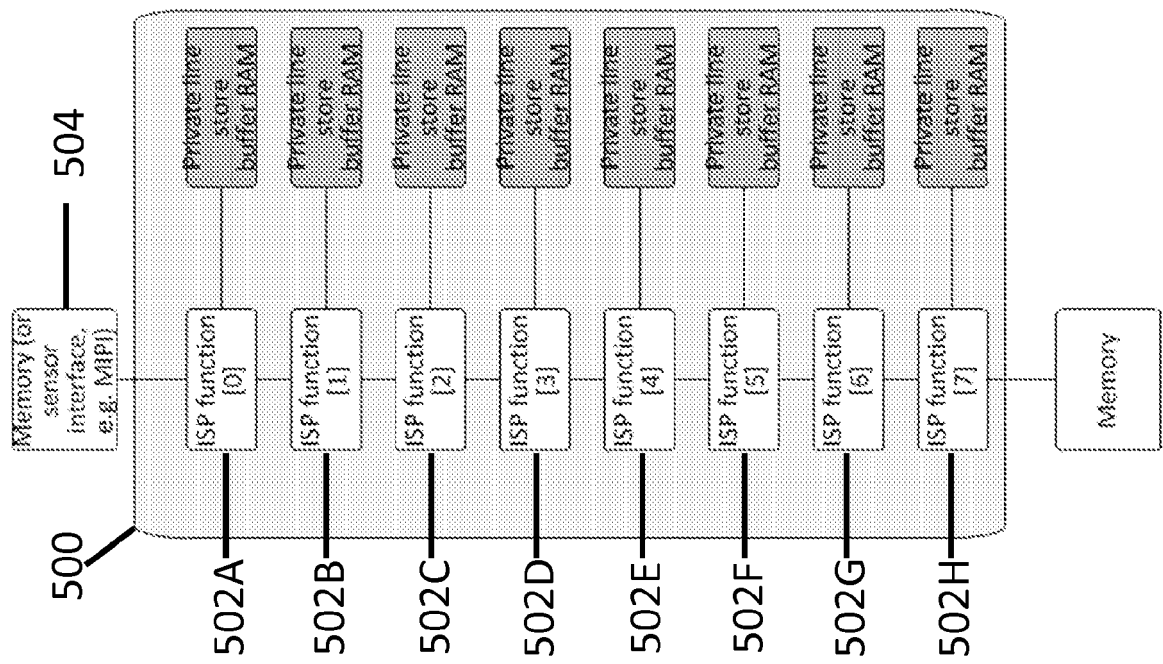 500
504
Memory (or
sensor
interface,
e.g. MIPI)
502A
ISP function
[0]
Private line
store
buffer RAM
502B
ISP function
[1]
Private line
store
buffer RAM
502C
ISP function
[2]
Private line
store
buffer RAM
502D
ISP function
[3]
Private line
store
buffer RAM
502E
ISP function
[4]
Private line
store
buffer RAM
502F
ISP function
[5]
Private line
store
buffer RAM
502G
ISP function
[6]
Private line
store
buffer RAM
502H
ISP function
[7]
Private line
store
buffer RAM
Memory